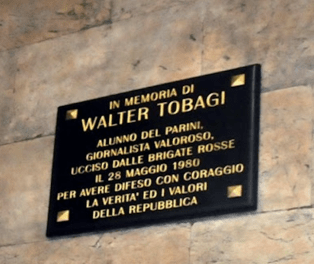 IN MEMORIA DI
WALTER TOBAGI
ALUNNO DEL PARINI,
GIORNALISTA VALOROSO,
UCCISO DALLE BRIGATE ROSSE
IL 28 MAGGIO 1980
PER AVERE DIFESO CON CORAGGIO
LA VERITA' ED I VALORI
DELLA REPUBBLICA